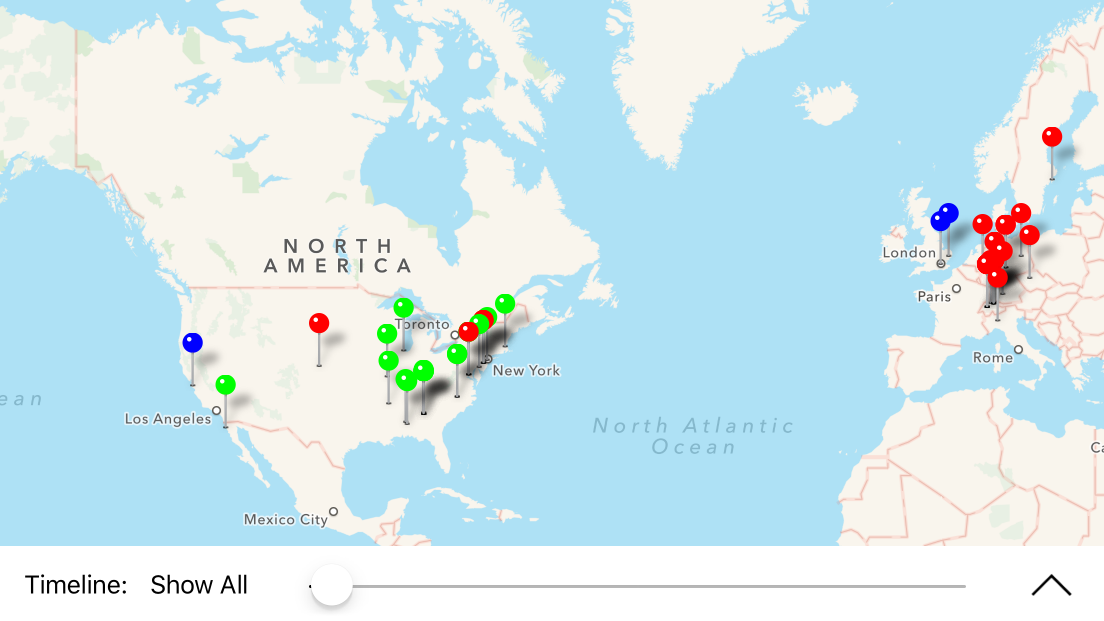 NORTH
AMERICA
London
Paris
Toronto
Rome
New York
ean
Los Angeles
North Atlantic
Ocean
Ca
Mexico City
Timeline: Show All